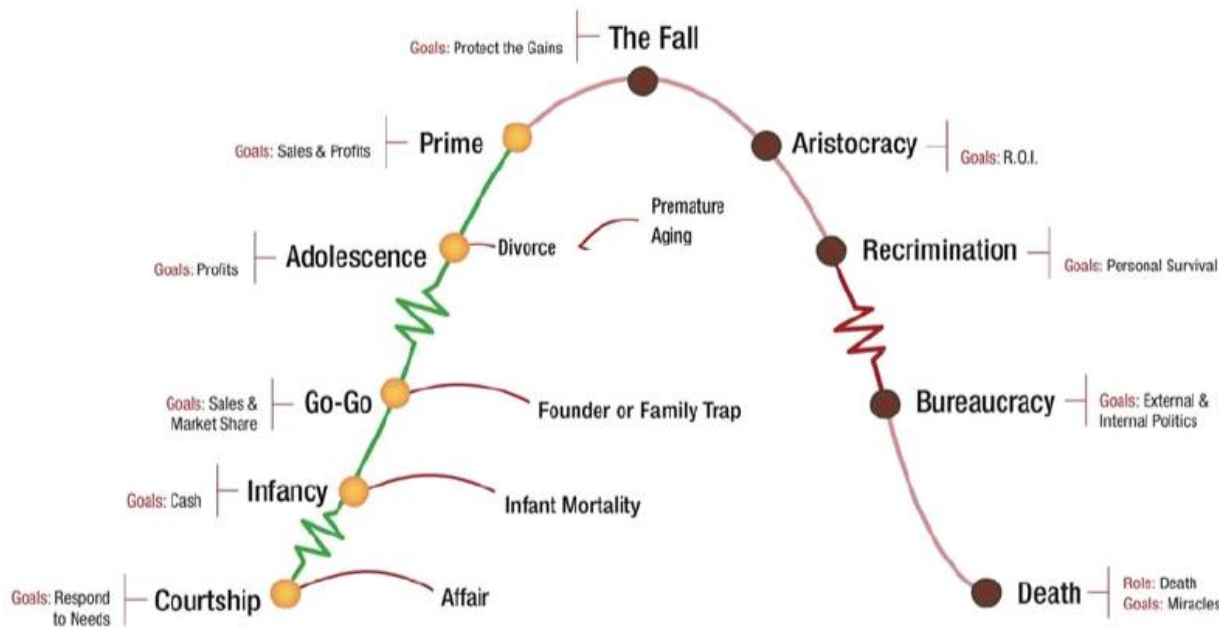 The Fall
Goals: Protect the Gains
Prime
Goals: Sales & Profits
Aristocracy
Goals: R.O.I.
Premature
Aging
Divorce
Adolescence
Goals: Profits
Recrimination
Goals: Personal Survival
Go-Go
Goals: Sales &
Market Share
Founder or Family Trap
Bureaucracy
Goals: External &
Internal Politics
Infancy
Goals: Cash
Infant Mortality
Courtship
Goals: Respond
to Needs
Affair
Death
Role: Death
Goals: Miracles